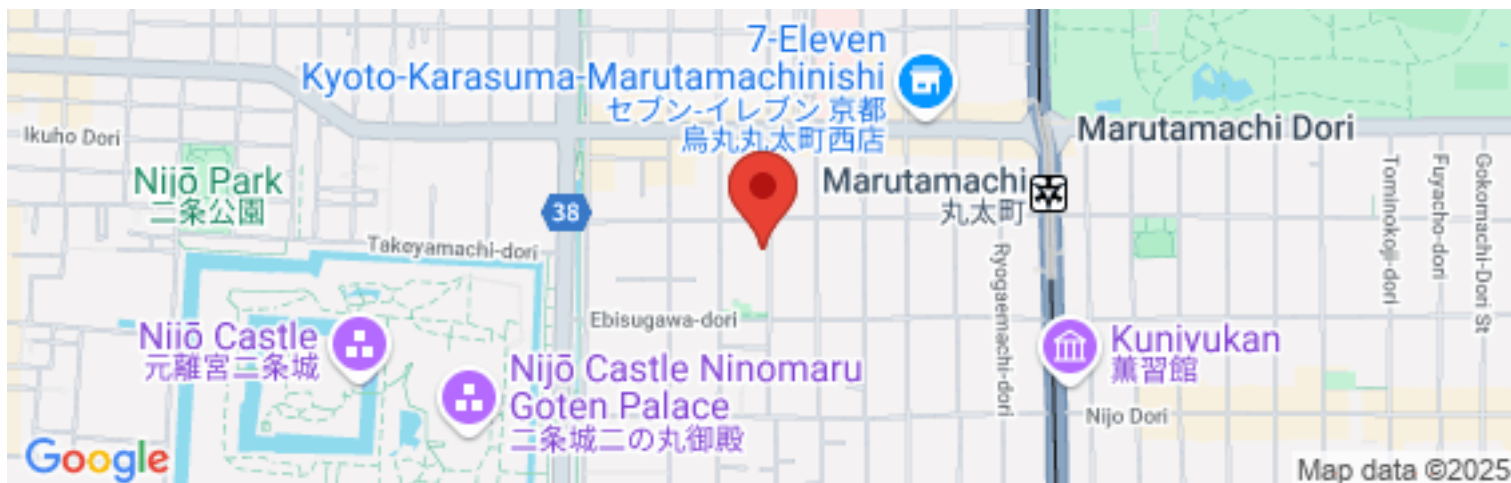 7-Eleven
Kyoto-Karasuma-Marutamachinishi
セブン-イレブン 京都
烏丸丸太町西店
Ikuho Dori
Marutamachi Dori
Nijō Park
二条公園
Marutamachi
丸太町
38
Takeyamachi-dori
Ryogaemachi-dori
Tominokoji-dori
Fuyacho-dori
Gokomachi-Dori St
Ebisugawa-dori
Nijō Castle
元離宮二条城
Kunivukan
薫習館
Nijō Castle Ninomaru
Goten Palace
二条城二の丸御殿
Nijo Dori
Google
Map data ©2025